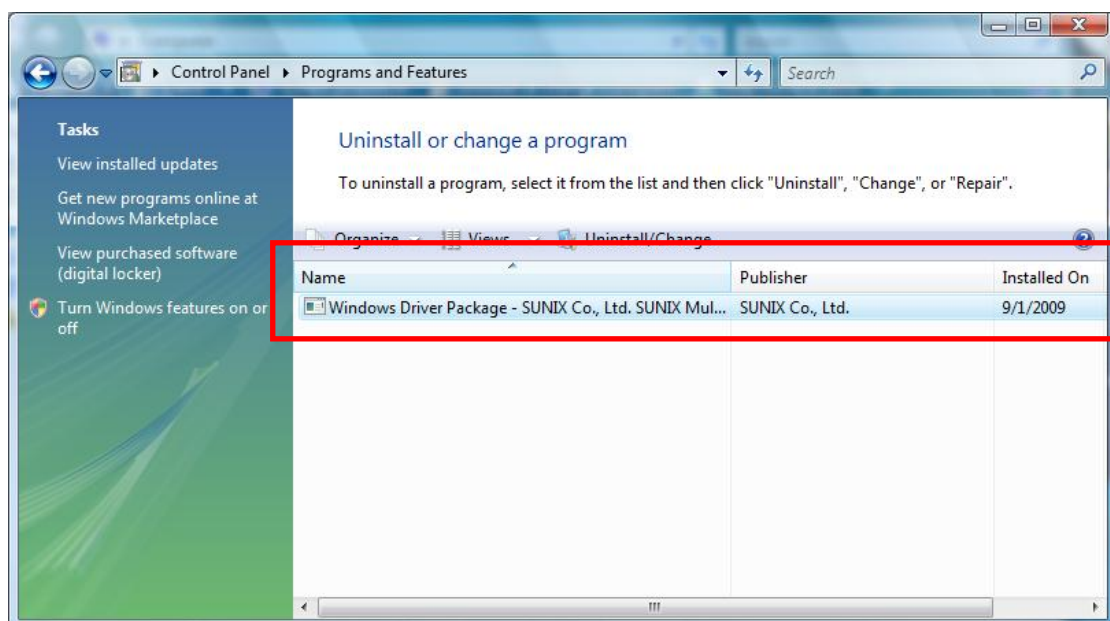 Control Panel Programs and Features
Search
Tasks
View installed updates
Get new programs online at
Windows Marketplace
View purchased software
(digital locker)
Turn Windows features on or
off
Uninstall or change a program
To uninstall a program, select it from the list and then click "Uninstall", "Change", or "Repair".
Organize Views Uninstall/Change
Name Publisher Installed On
Windows Driver Package - SUNIX Co., Ltd. SUNIX Mul... SUNIX Co., Ltd. 9/1/2009